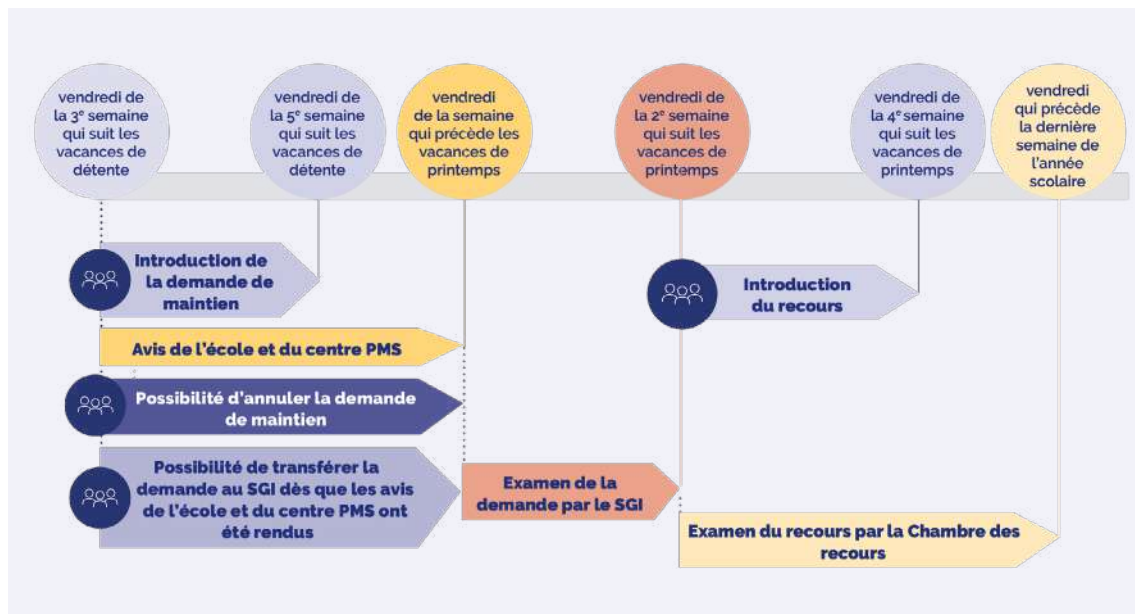 vendredi de
la 3e semaine
qui suit les
vacances de
détente
vendredi de
la 5e semaine
qui suit les
vacances de
détente
vendredi
de la semaine
qui précède les
vacances de
printemps
vendredi de
la 2e semaine
qui suit les
vacances de
printemps
vendredi de
la 4e semaine
qui suit les
vacances de
printemps
vendredi
qui précède
la dernière
semaine de
l'année
scolaire
Introduction de
la demande de
maintien
Introduction
du recours
Avis de l'école et du centre PMS
Possibilité d'annuler la demande
de maintien
Possibilité de transférer la
demande au SGI dès que les avis
de l'école et du centre PMS ont
été rendus
Examen de la
demande par le SGI
Examen du recours par la Chambre des
recours